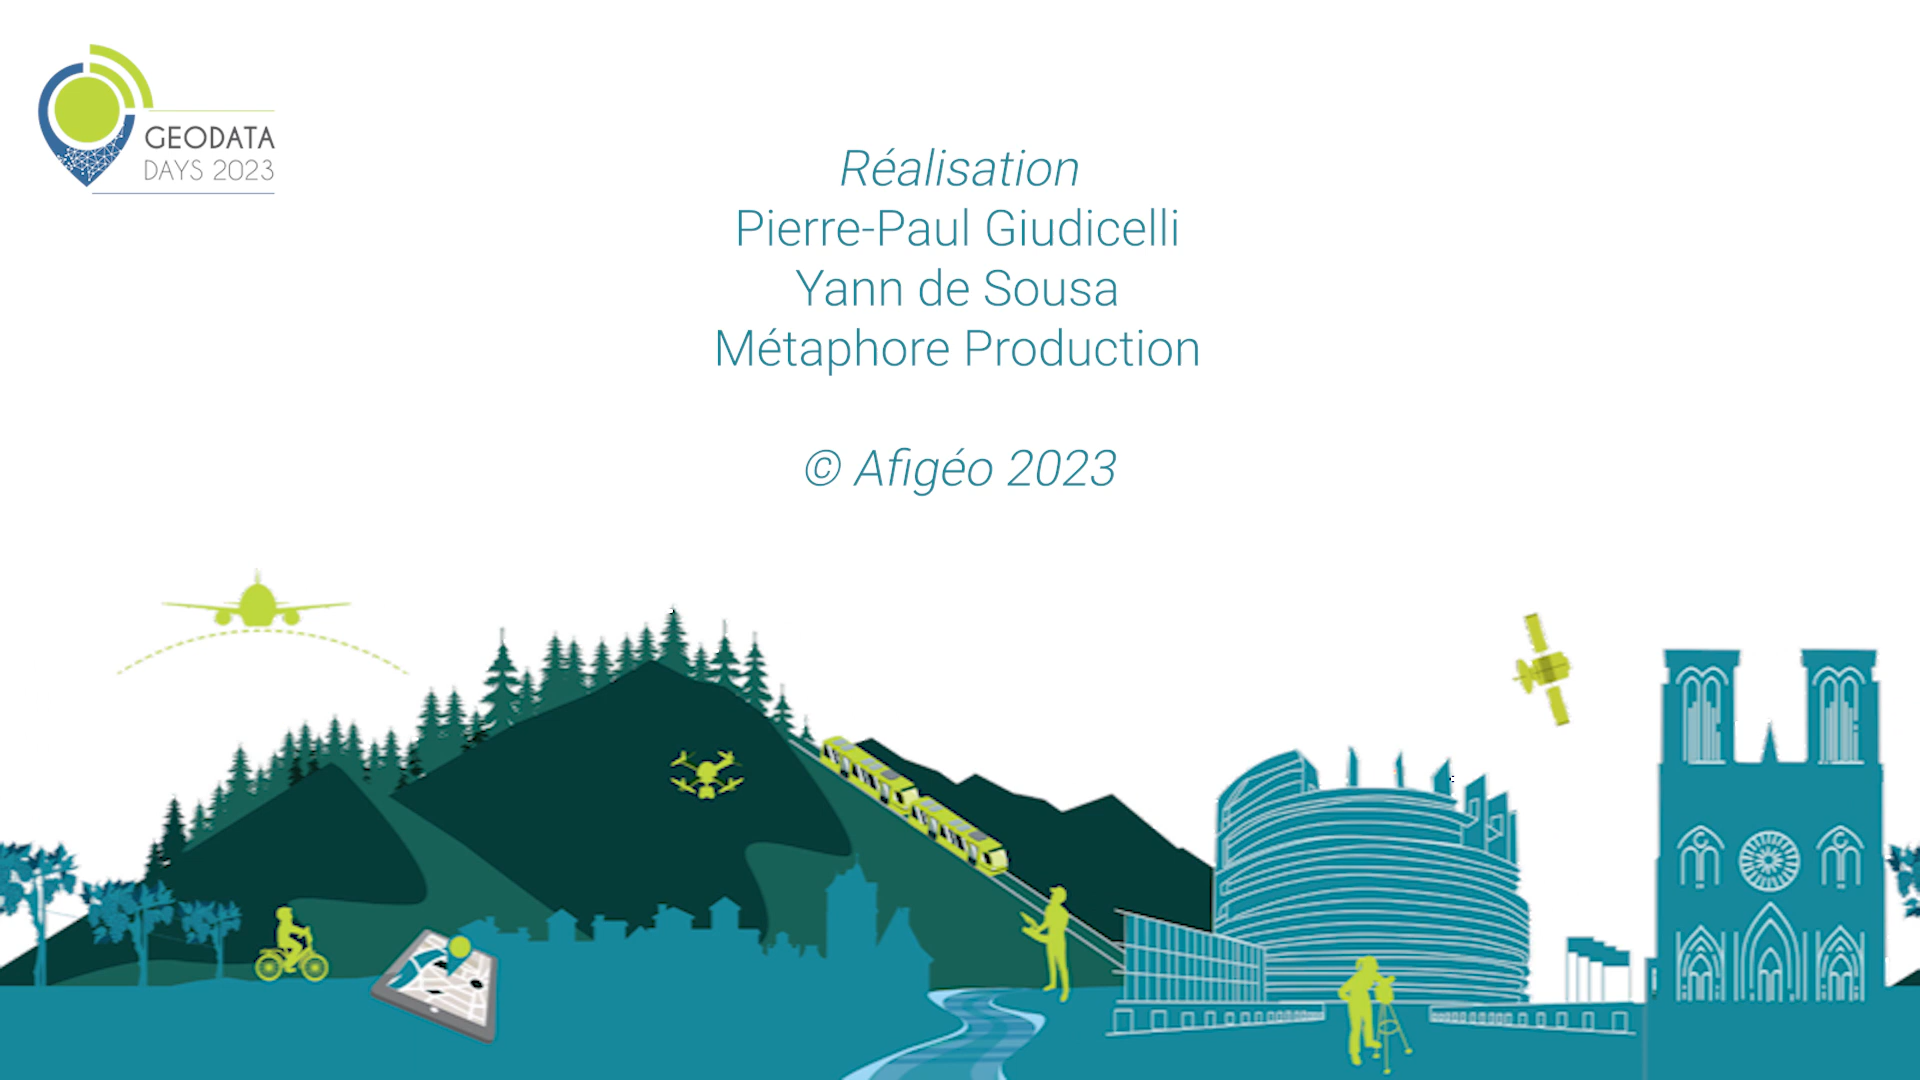 GEODATA
DAYS 2023
Réalisation
Pierre-Paul Giudicelli
Yann de Sousa
Métaphore Production
© Afigéo 2023